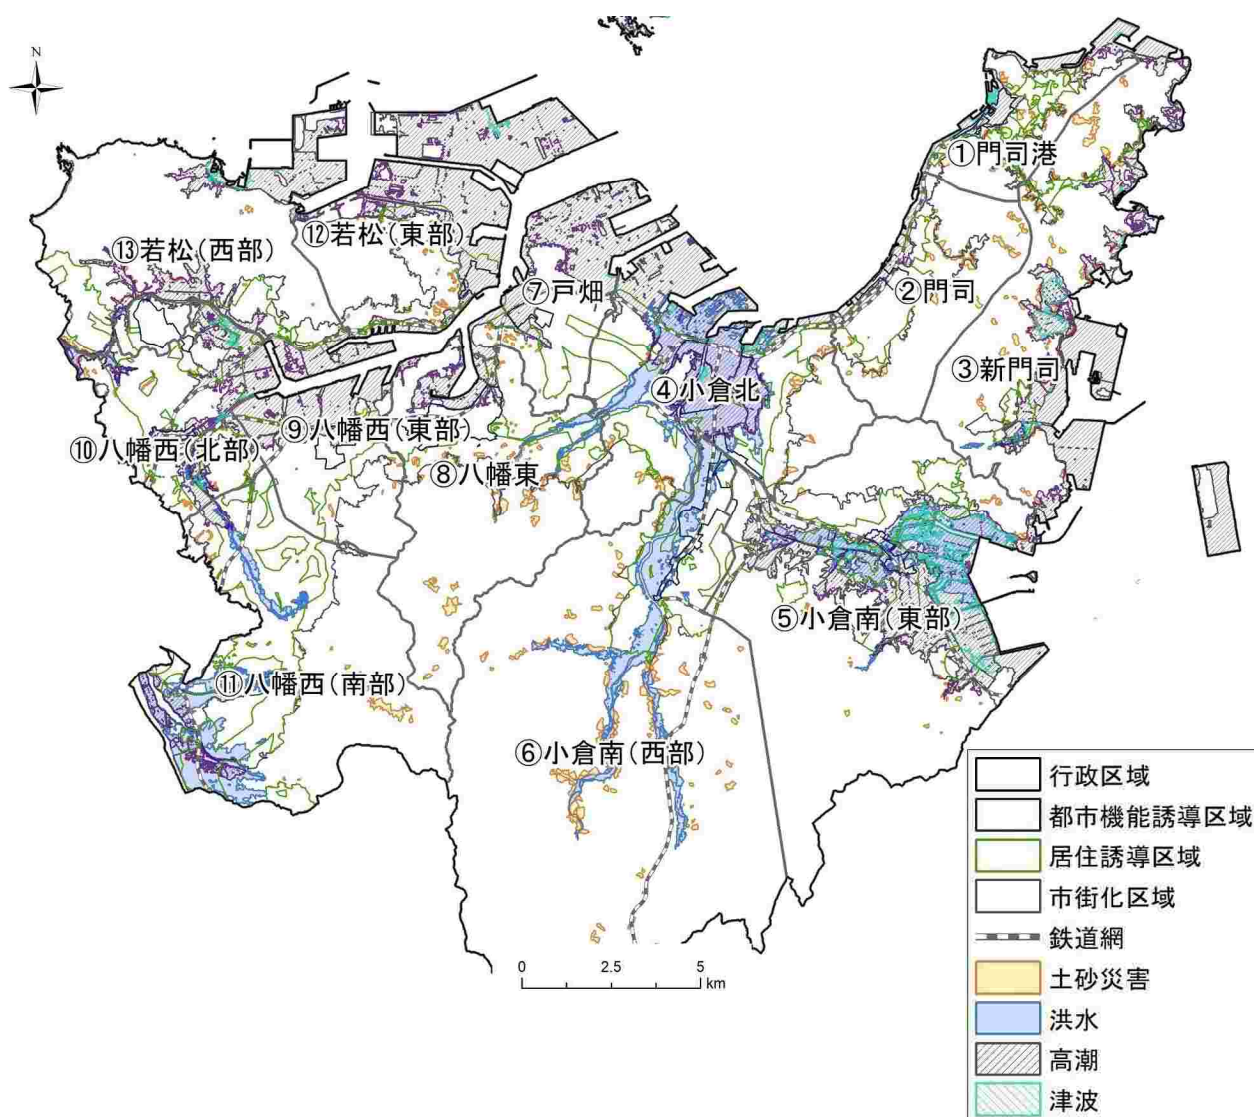 N
①門司港
⑫若松(東部)
⑬若松(西部)
⑦戸畑
②門司
③新門司
④小倉北
⑨八幡西(東部)
⑩八幡西(北部)
⑧八幡東
⑤小倉南(東部)
⑪八幡西(南部)
⑥小倉南(西部)
行政区域
都市機能誘導区域
居住誘導区域
市街化区域
鉄道網
土砂災害
洪水
高潮
津波
0 2.5 5
km